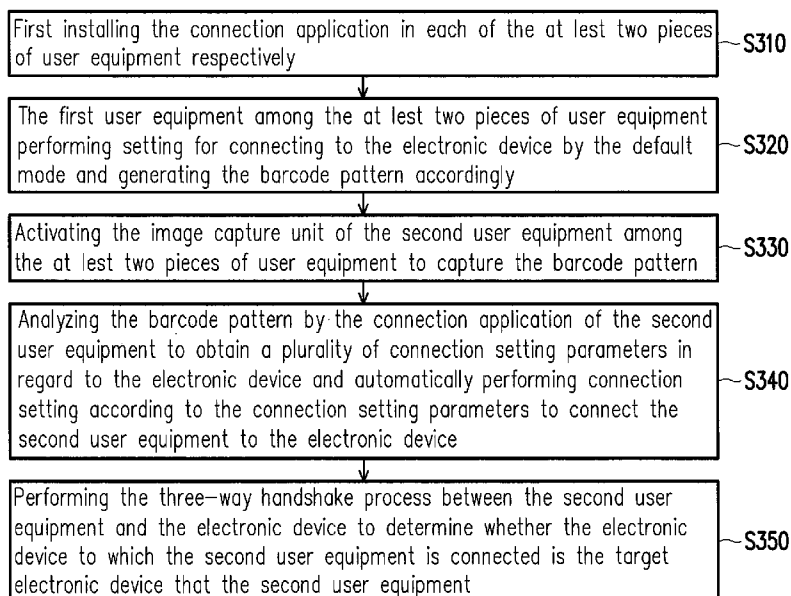 First installing the connection application in each of the at lest two pieces
of user equipment respectively
S310
The first user equipment among the at lest two pieces of user equipment
performing setting for connecting to the electronic device by the default
mode and generating the barcode pattern accordingly
S320
Activating the image capture unit of the second user equipment among
the at lest two pieces of user equipment to capture the barcode pattern
S330
Analyzing the barcode pattern by the connection application of the second
user equipment to obtain a plurality of connection setting parameters in
regard to the electronic device and automatically performing connection
setting according to the connection setting parameters to connect the
second user equipment to the electronic device
S340
Performing the three-way handshake process between the second user
equipment and the electronic device to determine whether the electronic
device to which the second user equipment is connected is the target
electronic device that the second user equipment
S350